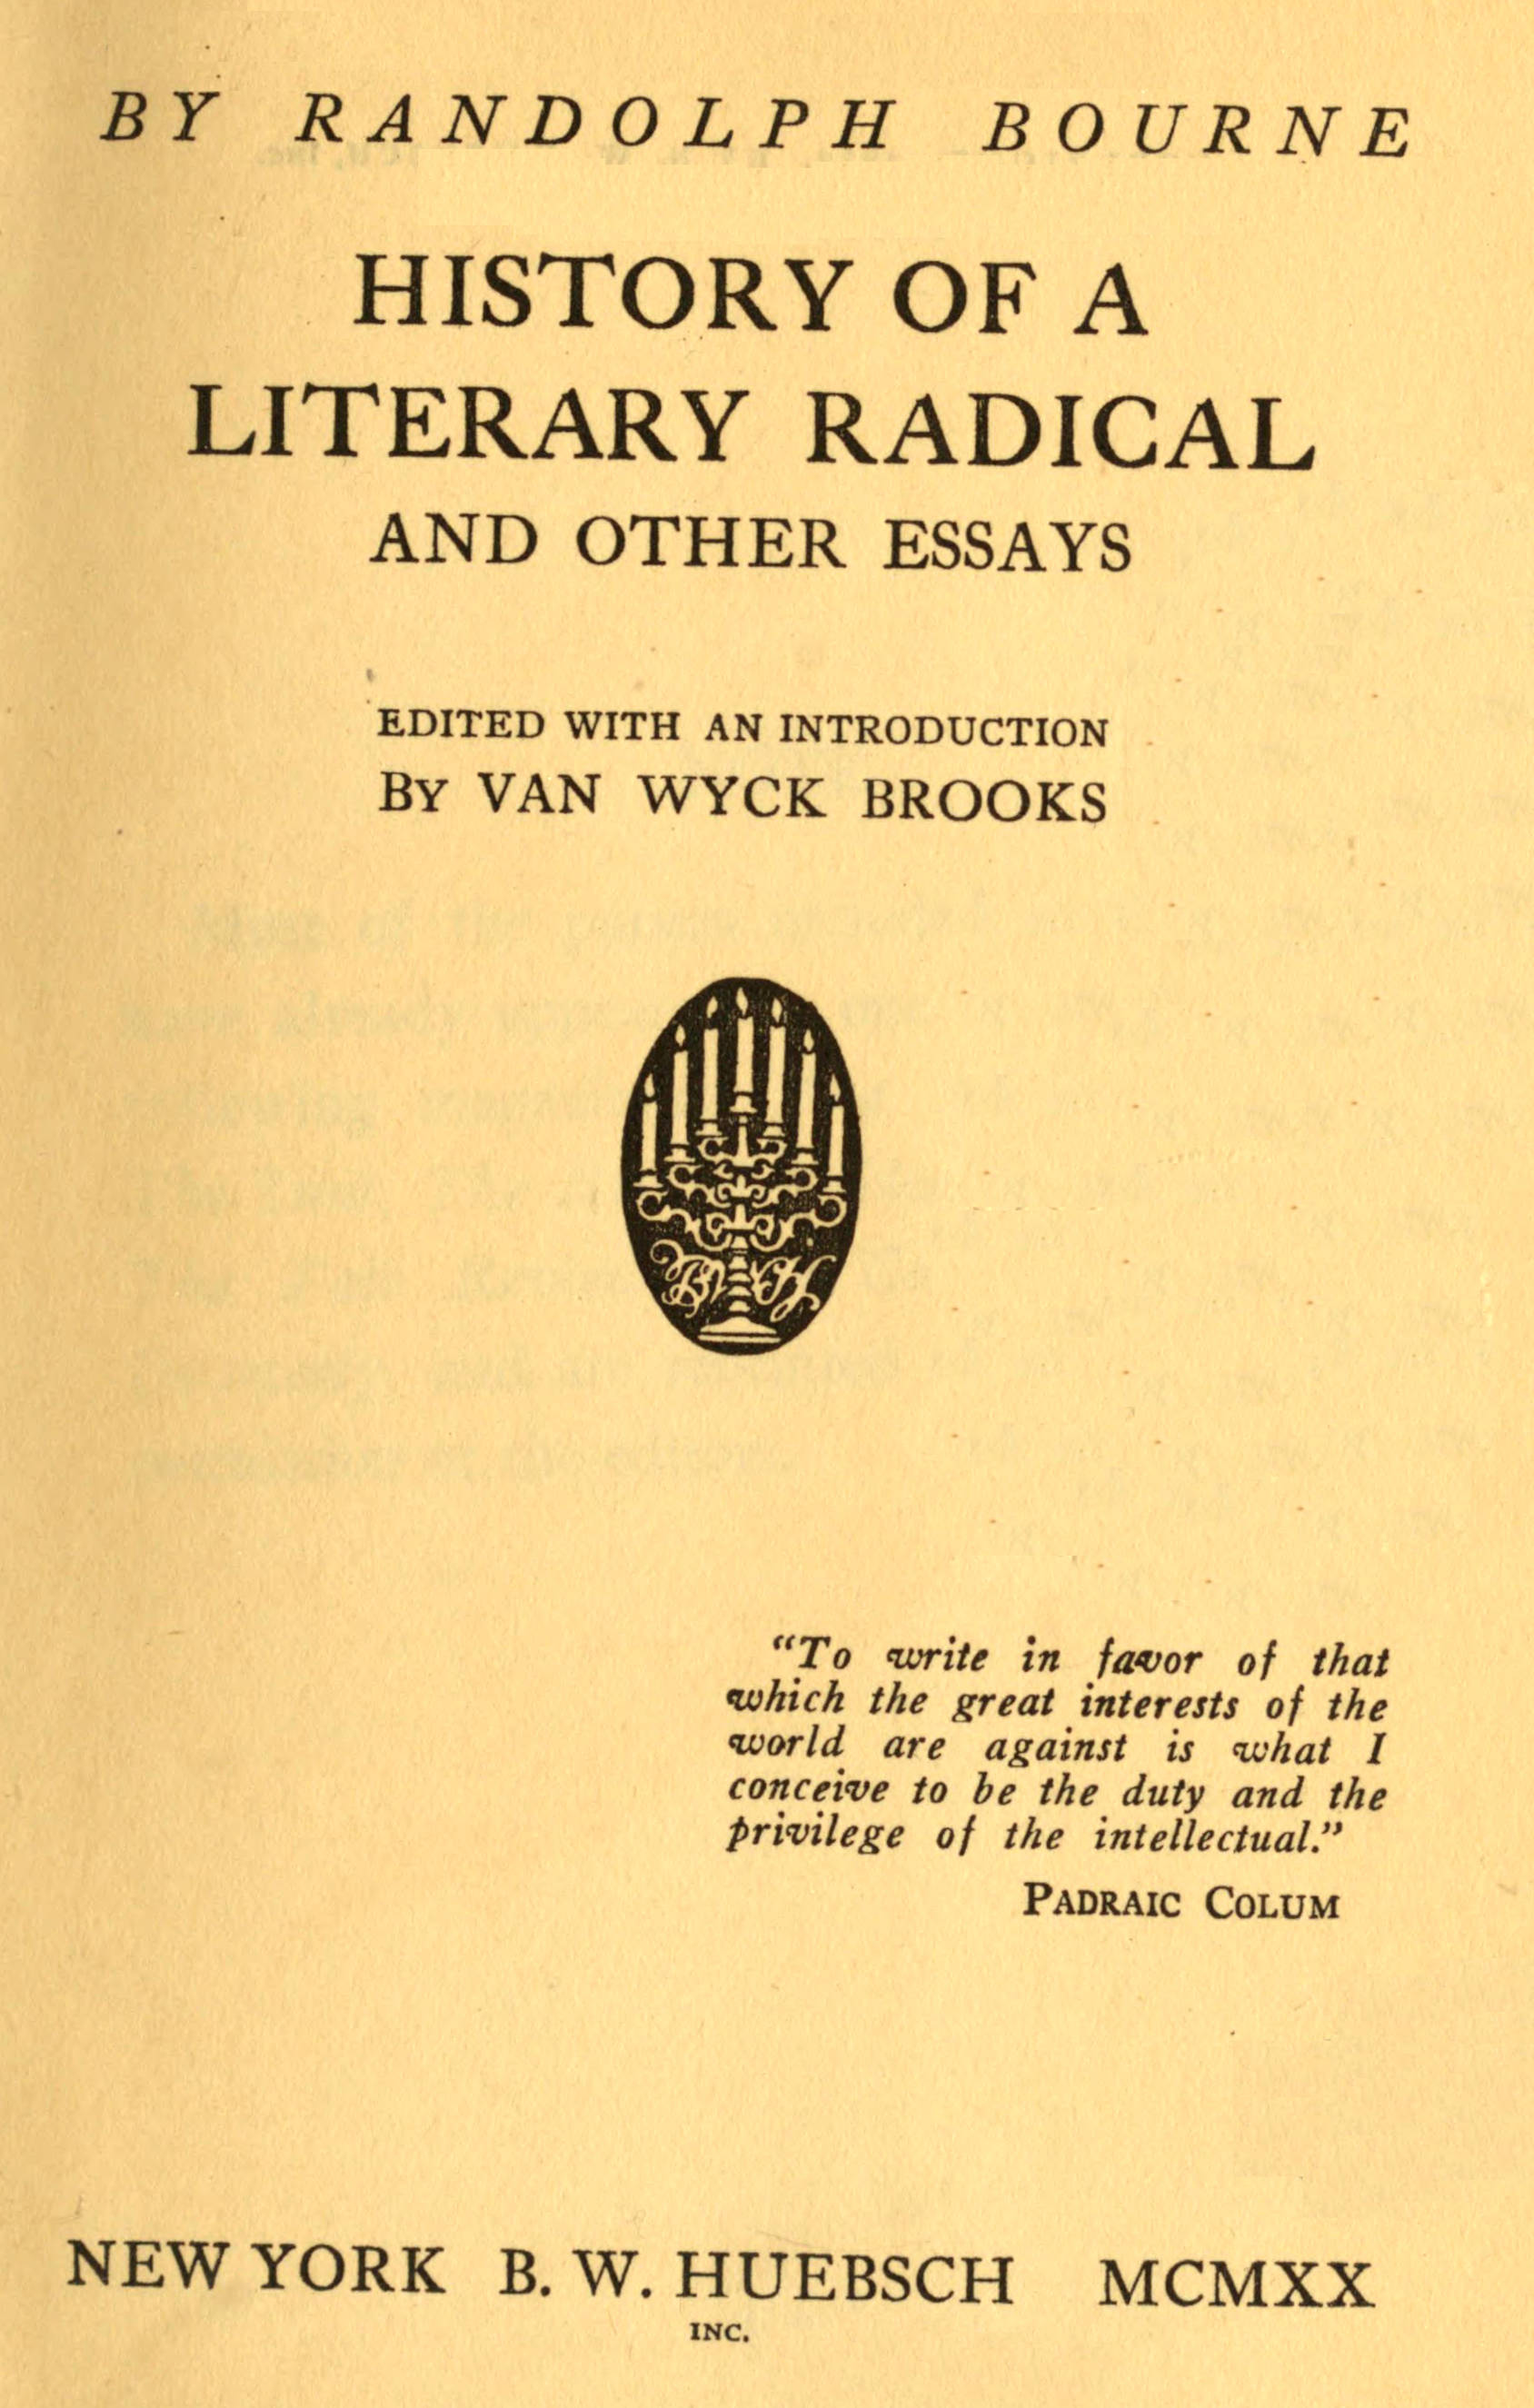 BY RANDOLPH BOURNE
HISTORY OF A
LITERARY RADICAL
AND OTHER ESSAYS
EDITED WITH AN INTRODUCTION
BY VAN WYCK BROOKS
BW H
"To write in favor of that
which the great interests of the
world are against is what I
conceive to be the duty and the
privilege of the intellectual."
PADRAIC COLUM
NEW YORK B. W. HUEBSCH MCMXX
INC.